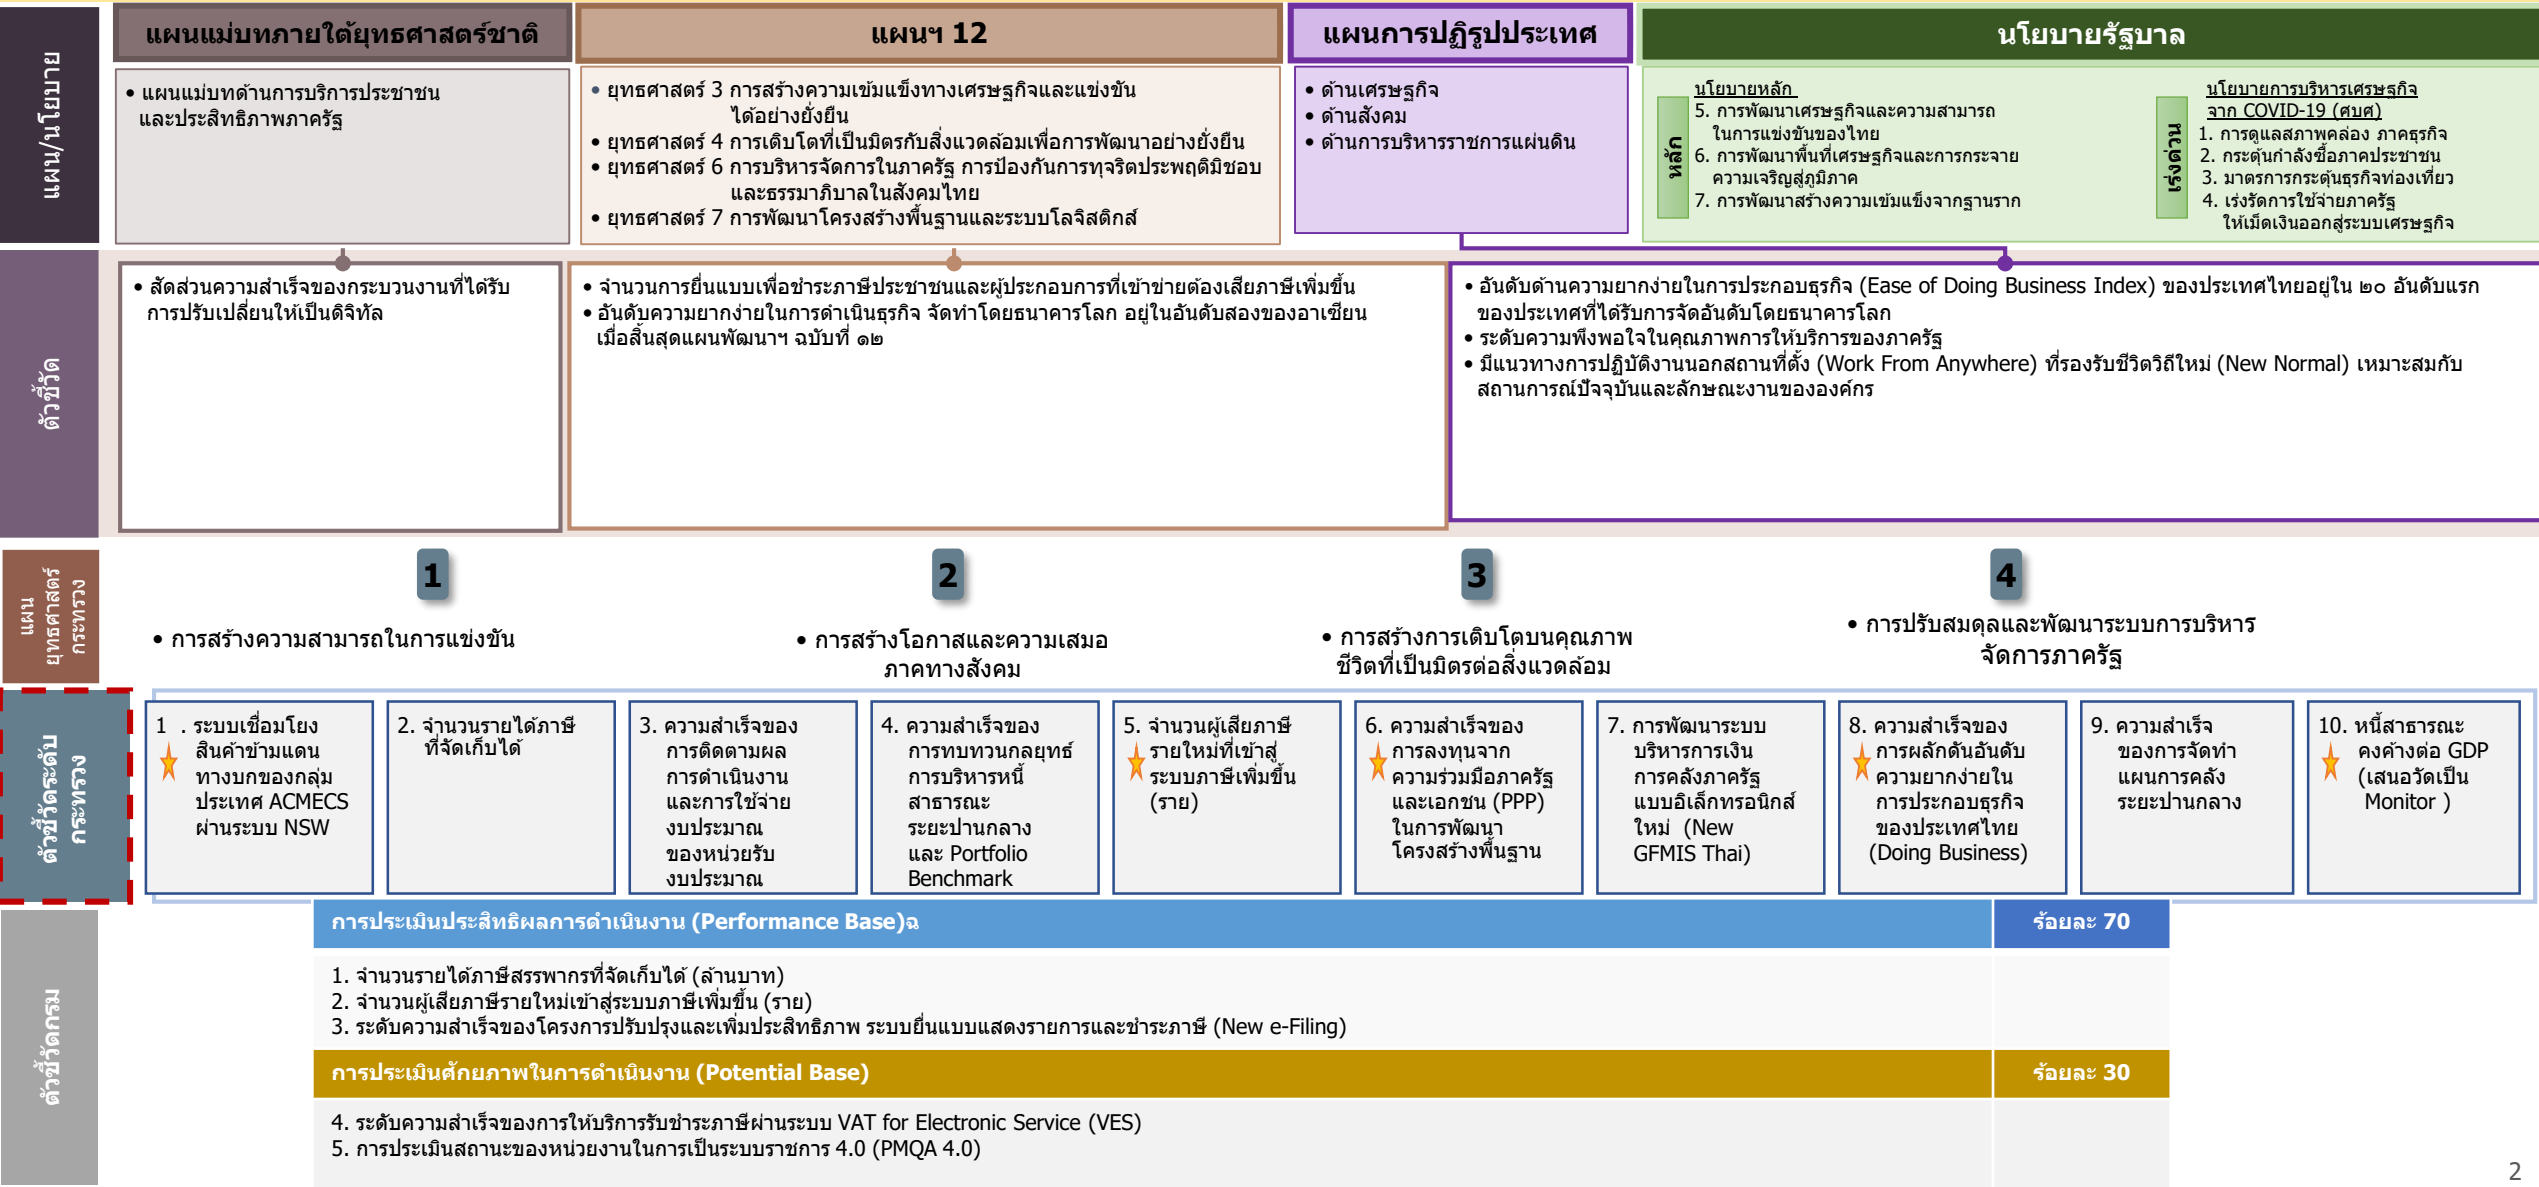 แผน/นโยบาย
แผนแม่บทภายใต้ยุทธศาสตร์ชาติ
• แผนแม่บทด้านการบริการประชาชน
และประสิทธิภาพภาครัฐ
แผนฯ 12
• ยุทธศาสตร์ 3 การสร้างความเข้มแข็งทางเศรษฐกิจและแข่งขัน
ได้อย่างยั่งยืน
• ยุทธศาสตร์ 4 การเติบโตที่เป็นมิตรกับสิ่งแวดล้อมเพื่อการพัฒนาอย่างยั่งยืน
• ยุทธศาสตร์ 6 การบริหารจัดการในภาครัฐ การป้องกันการทุจริตประพฤติมิชอบ
และธรรมาภิบาลในสังคมไทย
• ยุทธศาสตร์ 7 การพัฒนาโครงสร้างพื้นฐานและระบบโลจิสติกส์
แผนการปฏิรูปประเทศ
• ด้านเศรษฐกิจ
• ด้านสังคม
• ด้านการบริหารราชการแผ่นดิน
นโยบายรัฐบาล
หลัก
นโยบายหลัก
5. การพัฒนาเศรษฐกิจและความสามารถ
ในการแข่งขันของไทย
6. การพัฒนาพื้นที่เศรษฐกิจและการกระจาย
ความเจริญสู่ภูมิภาค
7. การพัฒนาสร้างความเข้มแข็งจากฐานราก
เร่งด่วน
นโยบายการบริหารเศรษฐกิจ
จาก COVID-19 (ศบศ)
1. การดูแลสภาพคล่อง ภาคธุรกิจ
2. กระตุ้นกำลังซื้อภาคประชาชน
3. มาตรการกระตุ้นธุรกิจท่องเที่ยว
4. เร่งรัดการใช้จ่ายภาครัฐ
ให้เม็ดเงินออกสู่ระบบเศรษฐกิจ
ตัวชี้วัด
• สัดส่วนความสำเร็จของกระบวนงานที่ได้รับ
การปรับเปลี่ยนให้เป็นดิจิทัล
• จำนวนการยื่นแบบเพื่อชำระภาษีประชาชนและผู้ประกอบการที่เข้าข่ายต้องเสียภาษีเพิ่มขึ้น
• อันดับความยากง่ายในการดำเนินธุรกิจ จัดทำโดยธนาคารโลก อยู่ในอันดับสองของอาเซียน
เมื่อสิ้นสุดแผนพัฒนาฯ ฉบับที่ ๑๒
• อันดับด้านความยากง่ายในการประกอบธุรกิจ (Ease of Doing Business Index) ของประเทศไทยอยู่ใน ๒๐ อันดับแรก
ของประเทศที่ได้รับการจัดอันดับโดยธนาคารโลก
• ระดับความพึงพอใจในคุณภาพการให้บริการของภาครัฐ
• มีแนวทางการปฏิบัติงานนอกสถานที่ตั้ง (Work From Anywhere) ที่รองรับชีวิตวิถีใหม่ (New Normal) เหมาะสมกับ
สถานการณ์ปัจจุบันและลักษณะงานขององค์กร
แผน
ยุทธศาสตร์
กระทรวง
1
• การสร้างความสามารถในการแข่งขัน
2
• การสร้างโอกาสและความเสมอ
ภาคทางสังคม
3
• การสร้างการเติบโตบนคุณภาพ
ชีวิตที่เป็นมิตรต่อสิ่งแวดล้อม
4
• การปรับสมดุลและพัฒนาระบบการบริหาร
จัดการภาครัฐ
ตัวชี้วัดระดับ
กระทรวง
1 . ระบบเชื่อมโยง
สินค้าข้ามแดน
ทางบกของกลุ่ม
ประเทศ ACMECS
ผ่านระบบ NSW
2. จำนวนรายได้ภาษี
ที่จัดเก็บได้
3. ความสำเร็จของ
การติดตามผล
การดำเนินงาน
และการใช้จ่าย
งบประมาณ
ของหน่วยรับ
งบประมาณ
4. ความสำเร็จของ
การทบทวนกลยุทธ์
การบริหารหนี้
สาธารณะ
ระยะปานกลาง
และ Portfolio
Benchmark
5. จำนวนผู้เสียภาษี
รายใหม่ที่เข้าสู่
ระบบภาษีเพิ่มขึ้น
(ราย)
6. ความสำเร็จของ
การลงทุนจาก
ความร่วมมือภาครัฐ
และเอกชน (PPP)
ในการพัฒนา
โครงสร้างพื้นฐาน
7. การพัฒนาระบบ
บริหารการเงิน
การคลังภาครัฐ
แบบอิเล็กทรอนิกส์
ใหม่ (New
GFMIS Thai)
8. ความสำเร็จของ
การผลักดันอันดับ
ความยากง่ายใน
การประกอบธุรกิจ
ของประเทศไทย
(Doing Business)
9. ความสำเร็จ
ของการจัดทำ
แผนการคลัง
ระยะปานกลาง
10. หนี้สาธารณะ
คงค้างต่อ GDP
(เสนอวัดเป็น
Monitor )
ตัวชี้วัดกรม
การประเมินประสิทธิผลการดำเนินงาน (Performance Base)ฉ
ร้อยละ 70
1. จำนวนรายได้ภาษีสรรพากรที่จัดเก็บได้ (ล้านบาท)
2. จำนวนผู้เสียภาษีรายใหม่เข้าสู่ระบบภาษีเพิ่มขึ้น (ราย)
3. ระดับความสำเร็จของโครงการปรับปรุงและเพิ่มประสิทธิภาพ ระบบยื่นแบบแสดงรายการและชำระภาษี (New e-Filing)
การประเมินศักยภาพในการดำเนินงาน (Potential Base)
ร้อยละ 30
4. ระดับความสำเร็จของการให้บริการรับชำระภาษีผ่านระบบ VAT for Electronic Service (VES)
5. การประเมินสถานะของหน่วยงานในการเป็นระบบราชการ 4.0 (PMQA 4.0)
2